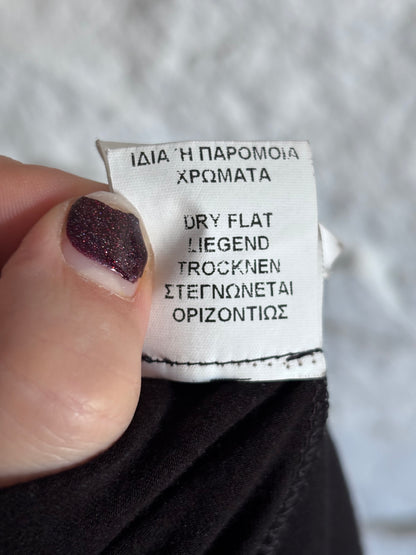 ΙΔΙΑ Ή ΠΑΡΟΜΟΙΑ
ΧΡΩΜΑΤΑ
DRY FLAT
LIEGEND
TROCKNEN
ΣΤΕΓΝΩΝΕΤΑΙ
ΟΡΙΖΟΝΤΙΩΣ